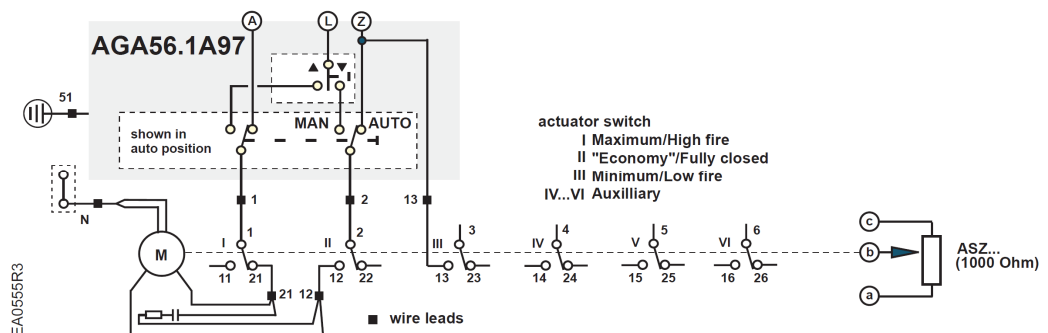 A L Z
AGA56.1A97
51
MAN AUTO
shown in
auto position
actuator switch
I Maximum/High fire
II "Economy"/Fully closed
III Minimum/Low fire
IV...VI Auxilliary
1 2 13
N
1 2 3 4 5 6
I II III IV V VI
M
11 21 12 22 13 23 14 24 15 25 16 26
c
b
a
ASZ...
(1000 Ohm)
21 12
wire leads
EA0555R3